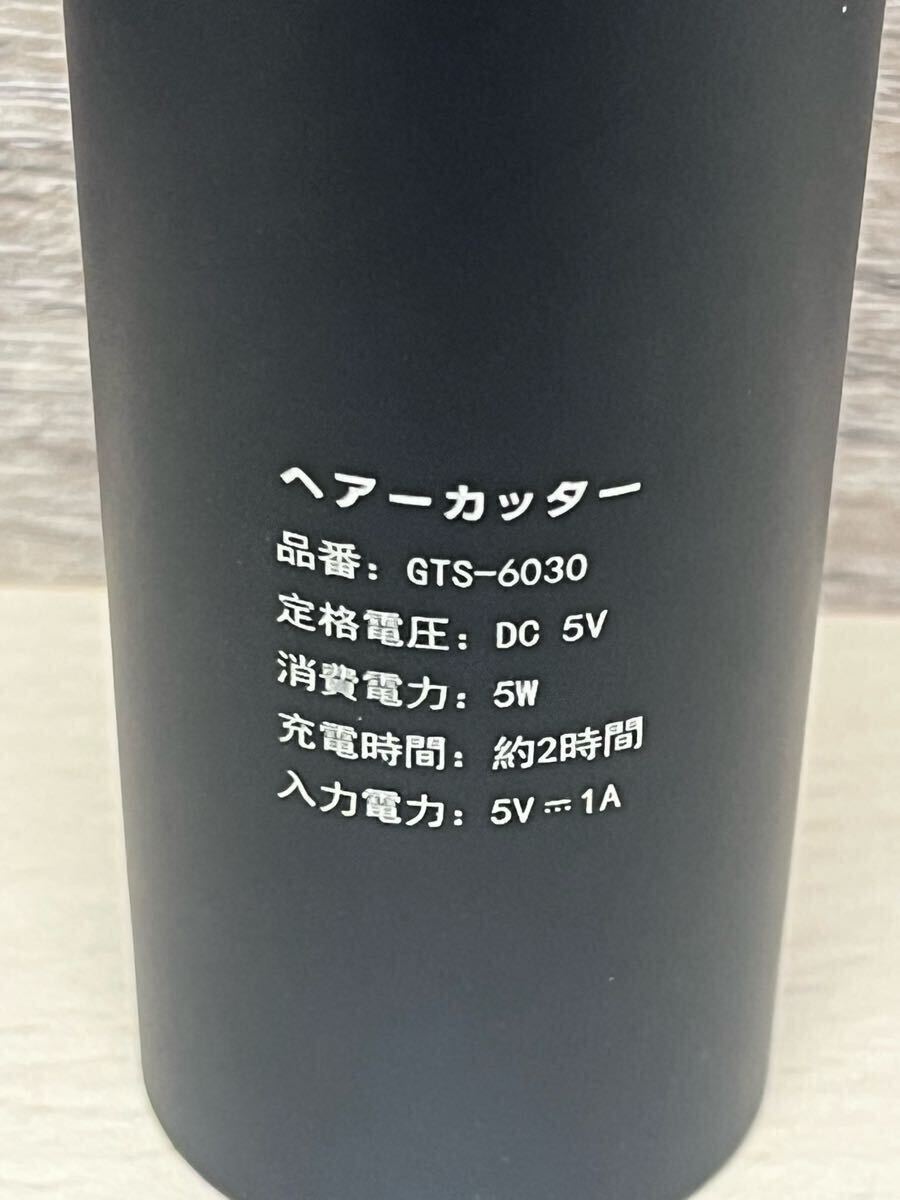 ヘアーカッター
品番：GTS-6030
定格電圧：DC 5V
消費電力：5W
充電時間：約2時間
入力電力：5V⎓1A